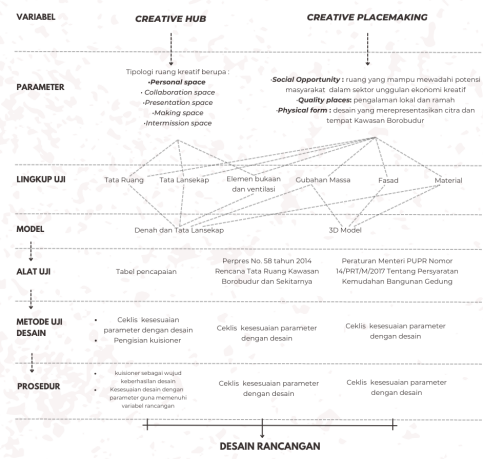 VARIABEL
CREATIVE HUB
CREATIVE PLACEMAKING
PARAMETER
Tipologi ruang kreatif berupa :
•Personal space
• Collaboration space
•Presentation space
•Making space
•Intermission space
•Social Opportunity : ruang yang mampu mewadahi potensi
masyarakat dalam sektor unggulan ekonomi kreatif
•Quality places: pengalaman lokal dan ramah
•Physical form : desain yang merepresentasikan citra dan
tempat Kawasan Borobudur
LINGKUP UJI
Tata Ruang
Tata Lansekap
Elemen bukaan
dan ventilasi
Gubahan Massa
Fasad
Material
MODEL
Denah dan Tata Lansekap
3D Model
ALAT UJI
Tabel pencapaian
Perpres No. 58 tahun 2014
Rencana Tata Ruang Kawasan
Borobudur dan Sekitarnya
Peraturan Menteri PUPR Nomor
14/PRT/M/2017 Tentang Persyaratan
Kemudahan Bangunan Gedung
METODE UJI
DESAIN
• Ceklis kesesuaian
parameter dengan desain
• Pengisian kuisioner
Ceklis kesesuaian parameter
dengan desain
Ceklis kesesuaian parameter
dengan desain
PROSEDUR
• kuisioner sebagai wujud
keberhasilan desain
• Kesesuaian desain dengan
parameter guna memenuhi
variabel rancangan
Ceklis kesesuaian parameter
dengan desain
Ceklis kesesuaian parameter
dengan desain
DESAIN RANCANGAN